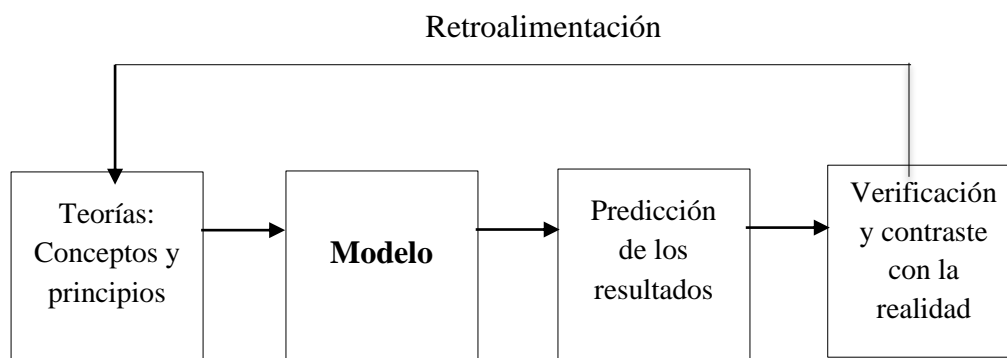 Retroalimentación
Teorías:
Conceptos y
principios
Modelo
Predicción
de los
resultados
Verificación
y contraste
con la
realidad